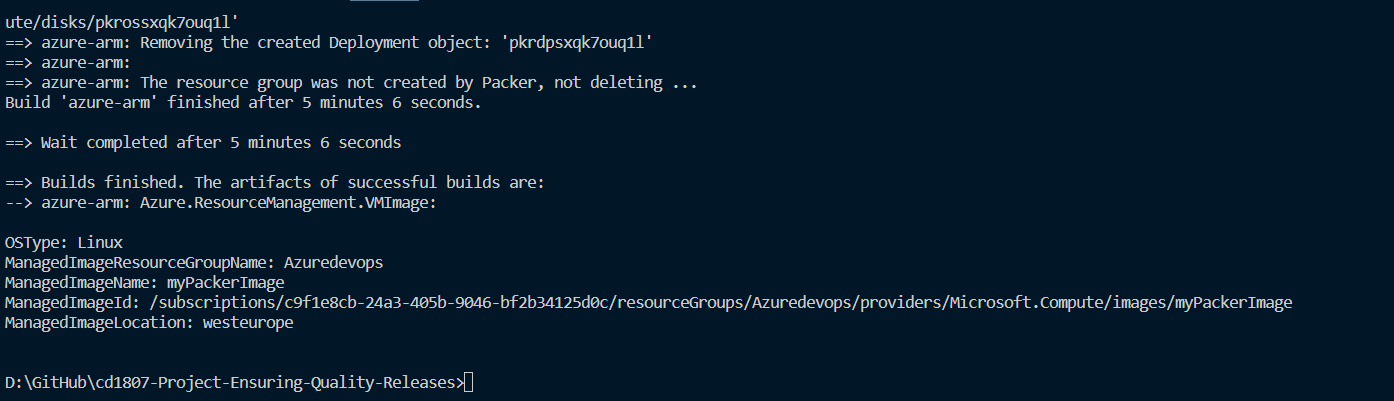 ute/disks/pkrossxqk7ouq1l'
==> azure-arm: Removing the created Deployment object: 'pkrdpsxqk7ouq1l'
==> azure-arm:
==> azure-arm: The resource group was not created by Packer, not deleting ...
Build 'azure-arm' finished after 5 minutes 6 seconds.
==> Wait completed after 5 minutes 6 seconds
==> Builds finished. The artifacts of successful builds are:
--> azure-arm: Azure.ResourceManagement.VMImage:
OSType: Linux
ManagedImageResourceGroupName: Azuredevops
ManagedImageName: myPackerImage
ManagedImageId: /subscriptions/c9f1e8cb-24a3-405b-9046-bf2b34125d0c/resourceGroups/Azuredevops/providers/Microsoft.Compute/images/myPackerImage
ManagedImageLocation: westeurope
D:\GitHub\cd1807-Project-Ensuring-Quality-Releases>